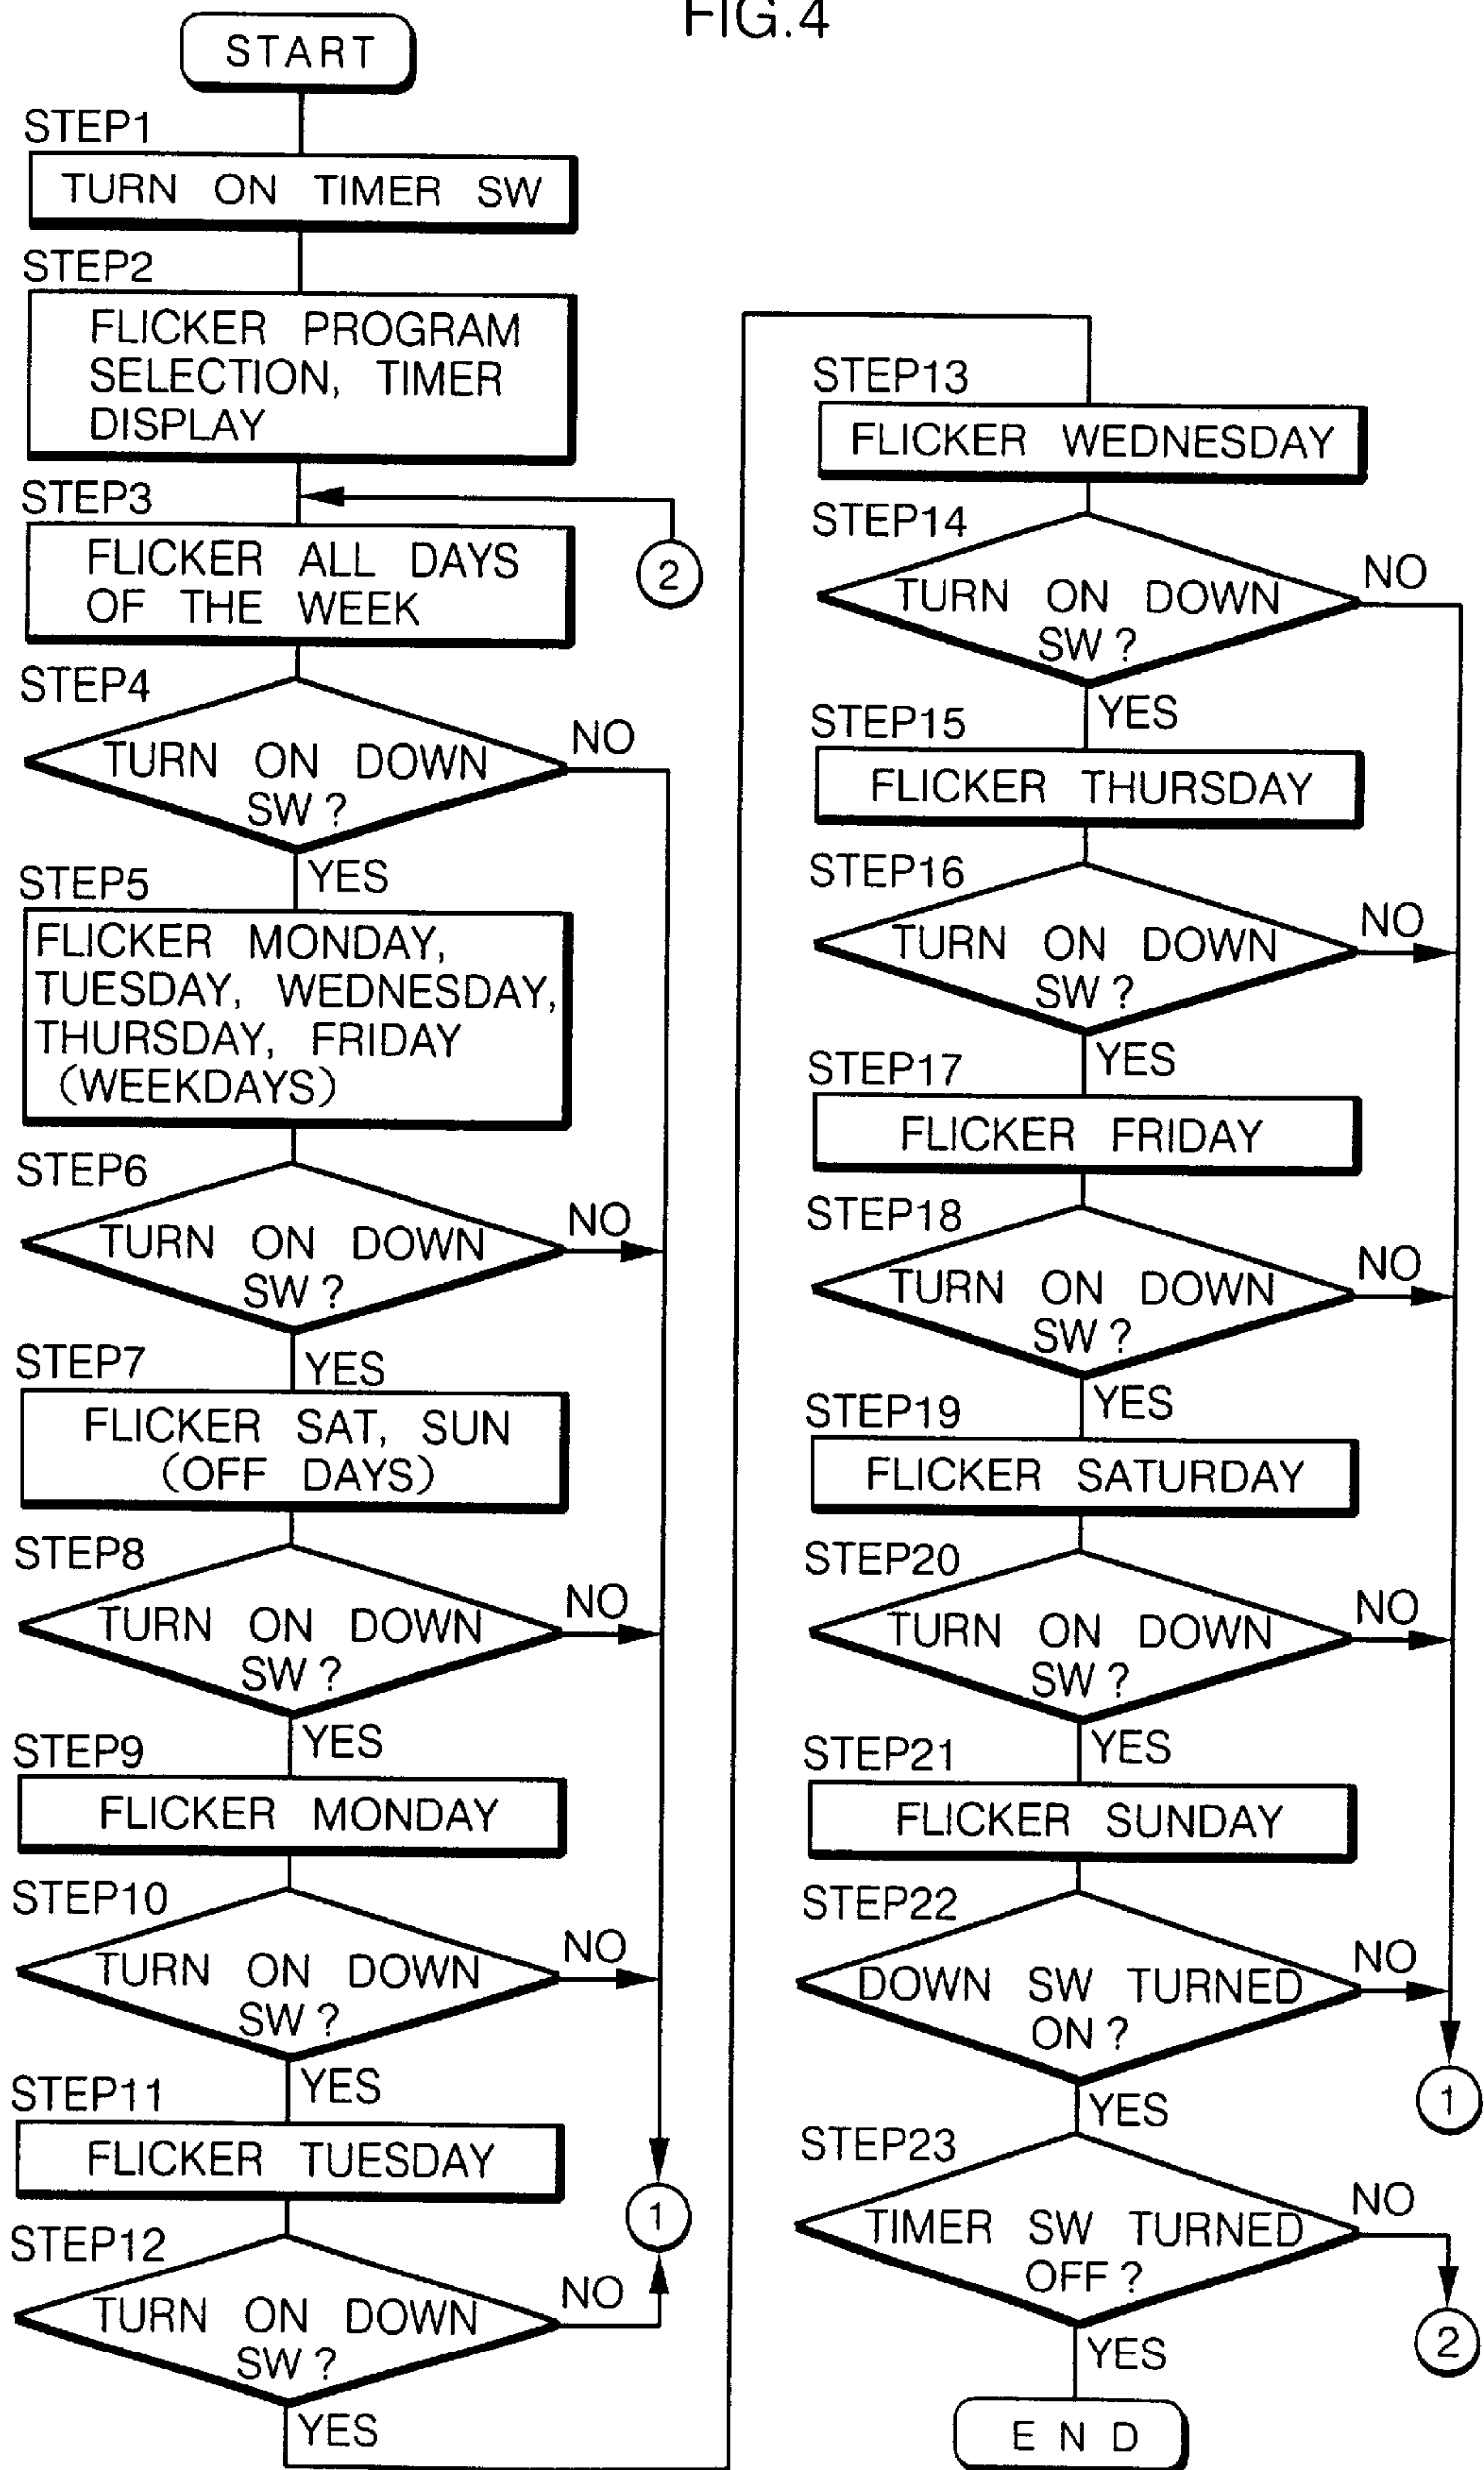 FIG.4
START
STEP1
TURN ON TIMER SW
STEP2
FLICKER PROGRAM
SELECTION, TIMER
DISPLAY
STEP3
FLICKER ALL DAYS
OF THE WEEK
2
STEP4
TURN ON DOWN
SW?
NO
YES
STEP5
FLICKER MONDAY,
TUESDAY, WEDNESDAY,
THURSDAY, FRIDAY
(WEEKDAYS)
STEP6
TURN ON DOWN
SW?
NO
YES
STEP7
FLICKER SAT, SUN
(OFF DAYS)
STEP8
TURN ON DOWN
SW?
NO
YES
STEP9
FLICKER MONDAY
STEP10
TURN ON DOWN
SW?
NO
YES
STEP11
FLICKER TUESDAY
1
STEP12
TURN ON DOWN
SW?
NO
YES
STEP13
FLICKER WEDNESDAY
STEP14
TURN ON DOWN
SW?
NO
YES
STEP15
FLICKER THURSDAY
STEP16
TURN ON DOWN
SW?
NO
YES
STEP17
FLICKER FRIDAY
STEP18
TURN ON DOWN
SW?
NO
YES
STEP19
FLICKER SATURDAY
STEP20
TURN ON DOWN
SW?
NO
YES
STEP21
FLICKER SUNDAY
STEP22
DOWN SW TURNED
ON?
NO
1
YES
STEP23
TIMER SW TURNED
OFF?
NO
2
YES
END